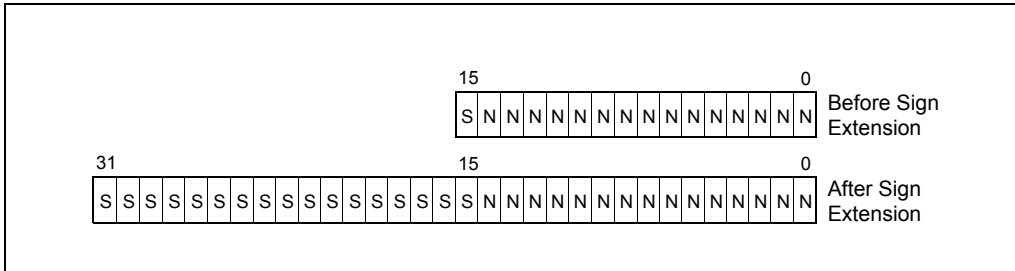 15 0
S N N N N N N N N N N N N N N N
Before Sign
Extension
31 15 0
S S S S S S S S S S S S S S S S S N N N N N N N N N N N N N N N
After Sign
Extension